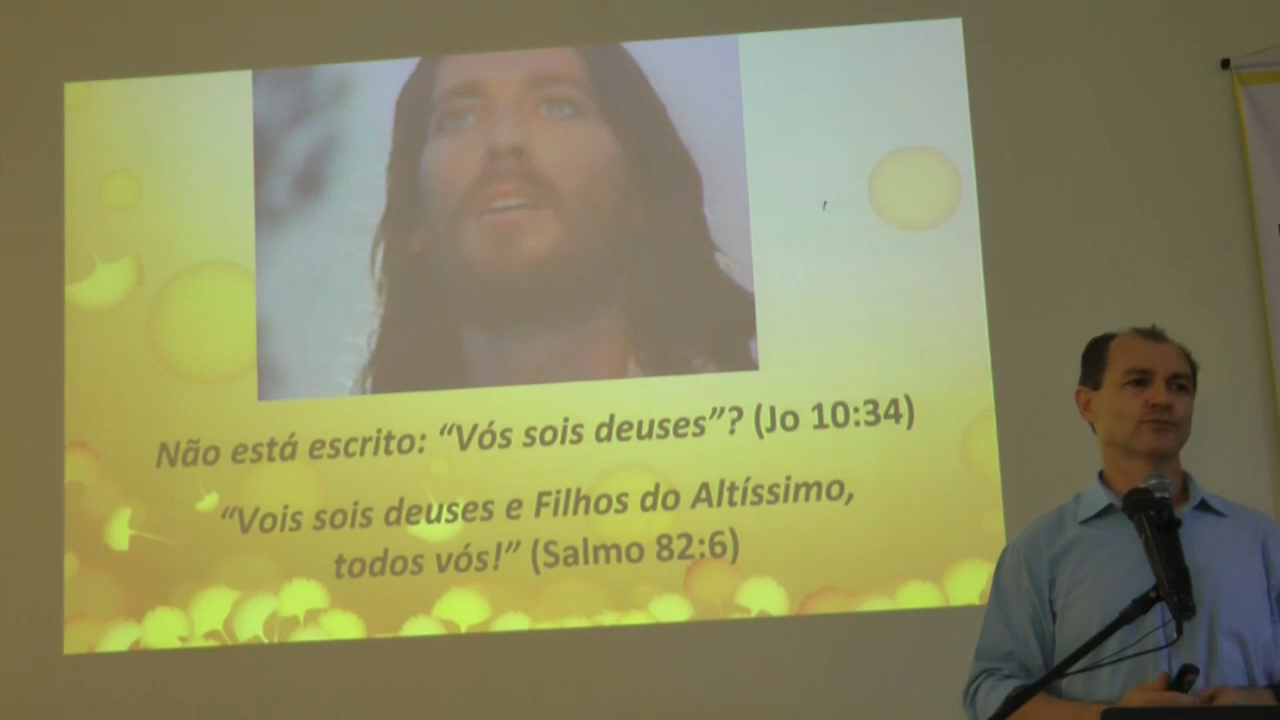 Não está escrito: “Vós sois deuses”? (Jo 10:34)
“Vois sois deuses e Filhos do Altíssimo,
todos vós!” (Salmo 82:6)